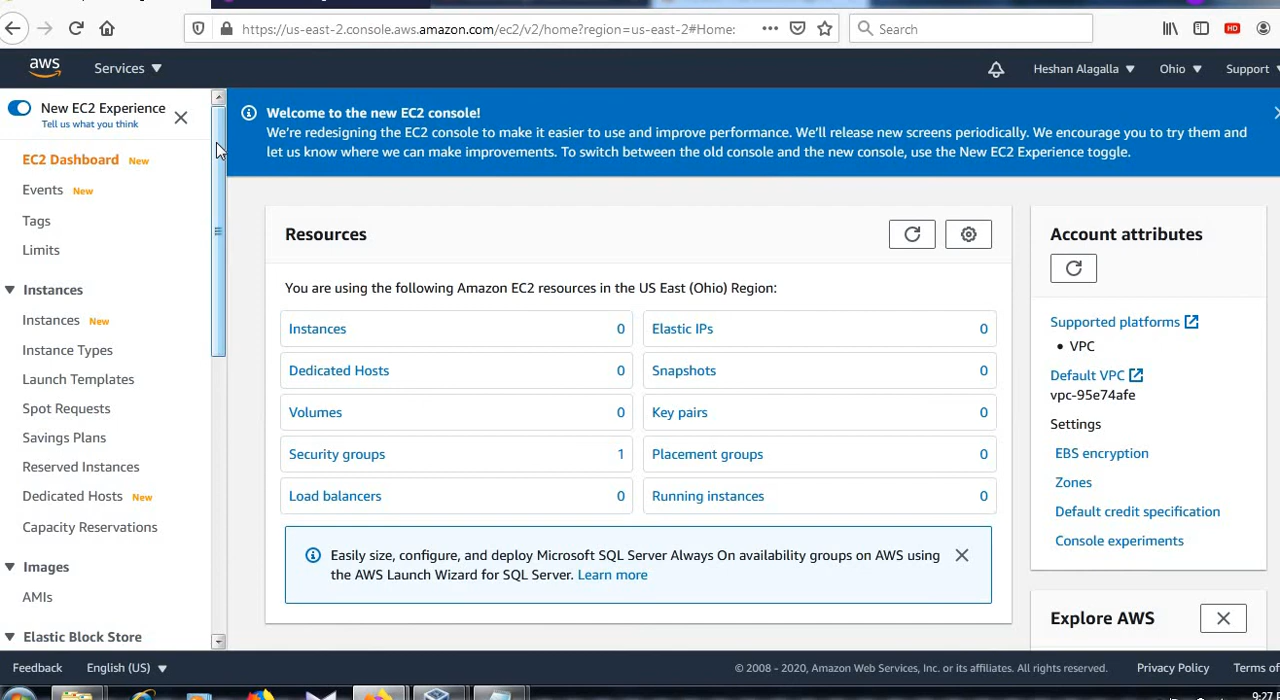 https://us-east-2.console.aws.amazon.com/ec2/v2/home?region=us-east-2#Home:
Search
HD
aws
Services
Heshan Alagalla
Ohio
Support
New EC2 Experience
Tell us what you think
EC2 Dashboard New
Events New
Tags
Limits
Instances
Instances New
Instance Types
Launch Templates
Spot Requests
Savings Plans
Reserved Instances
Dedicated Hosts New
Capacity Reservations
Images
AMIs
Elastic Block Store
Welcome to the new EC2 console!
We're redesigning the EC2 console to make it easier to use and improve performance. We'll release new screens periodically. We encourage you to try them and
let us know where we can make improvements. To switch between the old console and the new console, use the New EC2 Experience toggle.
Resources
You are using the following Amazon EC2 resources in the US East (Ohio) Region:
Instances 0
Elastic IPs 0
Dedicated Hosts 0
Snapshots 0
Volumes 0
Key pairs 0
Security groups 1
Placement groups 0
Load balancers 0
Running instances 0
Easily size, configure, and deploy Microsoft SQL Server Always On availability groups on AWS using
the AWS Launch Wizard for SQL Server. Learn more
Account attributes
Supported platforms
• VPC
Default VPC
vpc-95e74afe
Settings
EBS encryption
Zones
Default credit specification
Console experiments
Explore AWS
Feedback
English (US)
© 2008 - 2020, Amazon Web Services, Inc. or its affiliates. All rights reserved.
Privacy Policy
Terms of